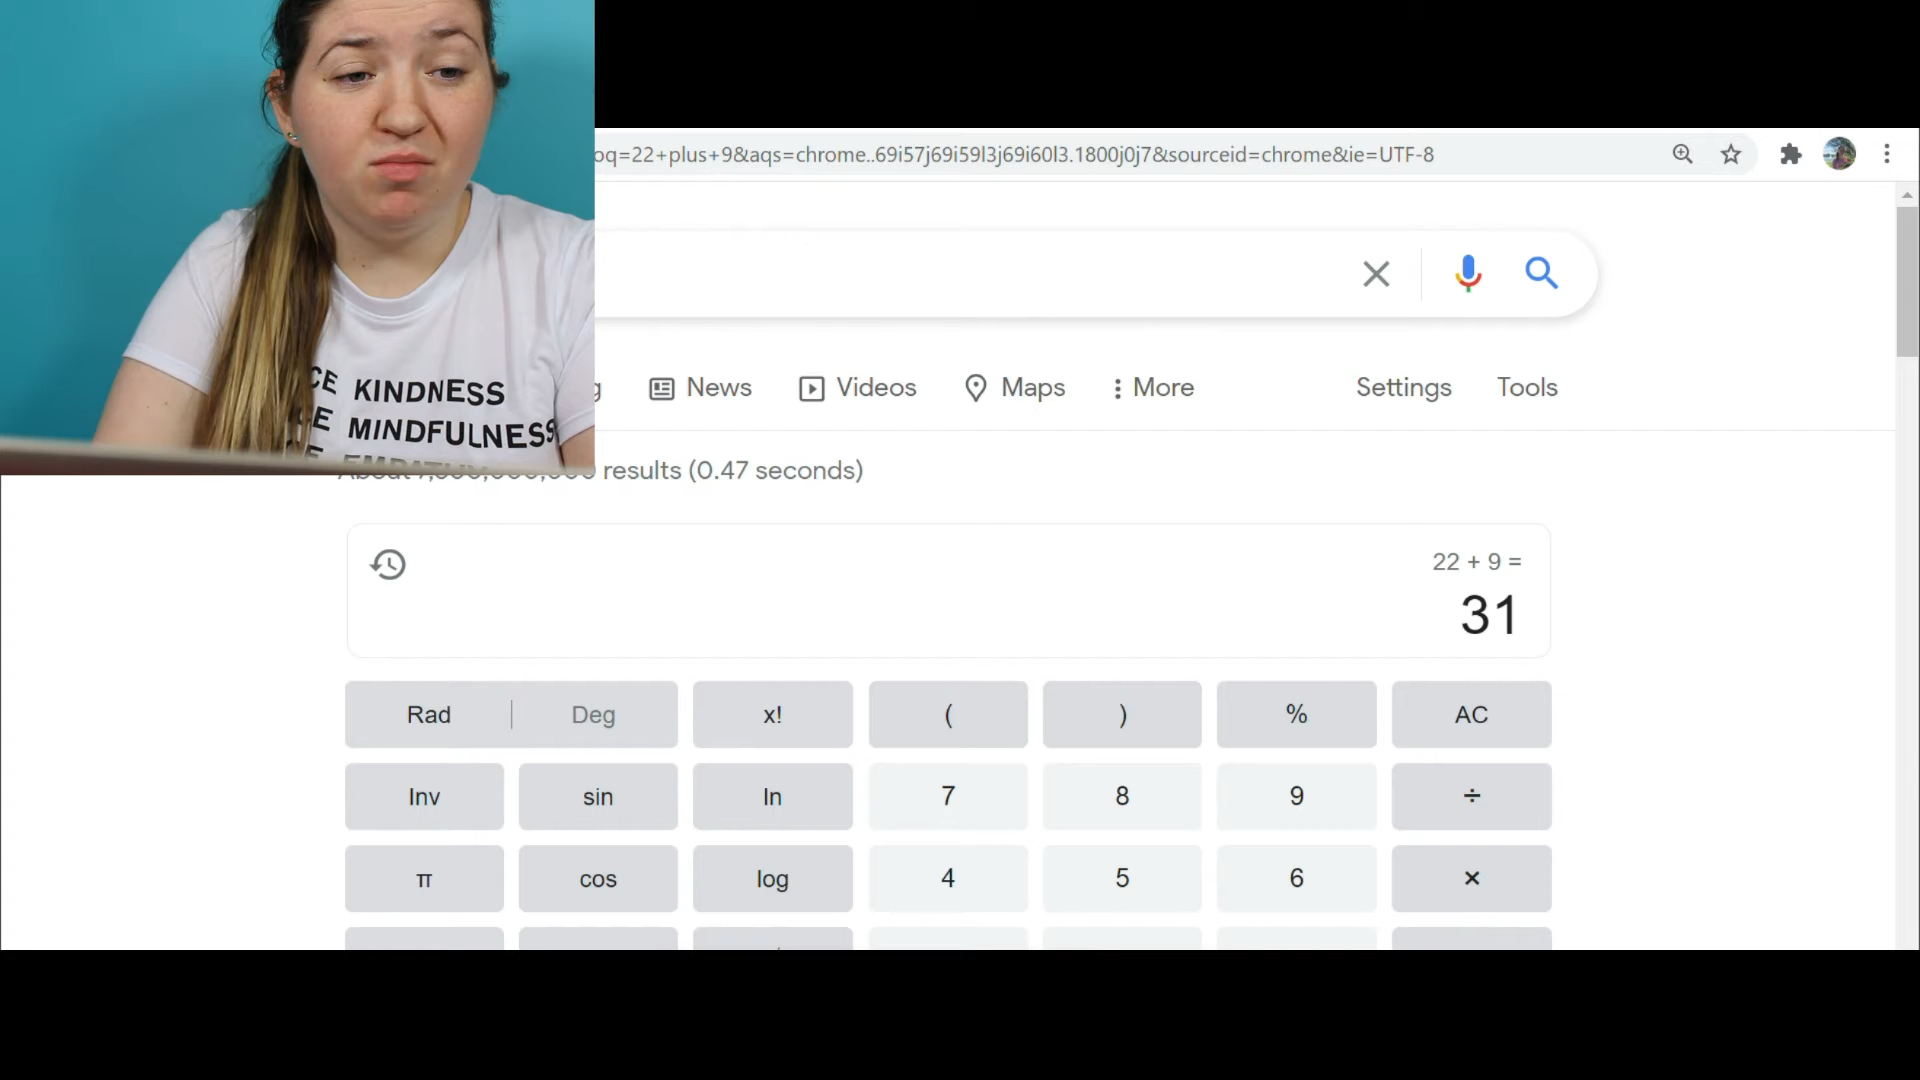 oq=22+plus+9&aqs=chrome..69i57j69i59l3j69i60l3.1800j0j7&sourceid=chrome&ie=UTF-8
KINDNESS
MINDFULNESS
News Videos Maps More Settings Tools
results (0.47 seconds)
22 + 9 =
31
Rad Deg x! ( ) % AC
Inv sin ln 7 8 9 ÷
π cos log 4 5 6 ×